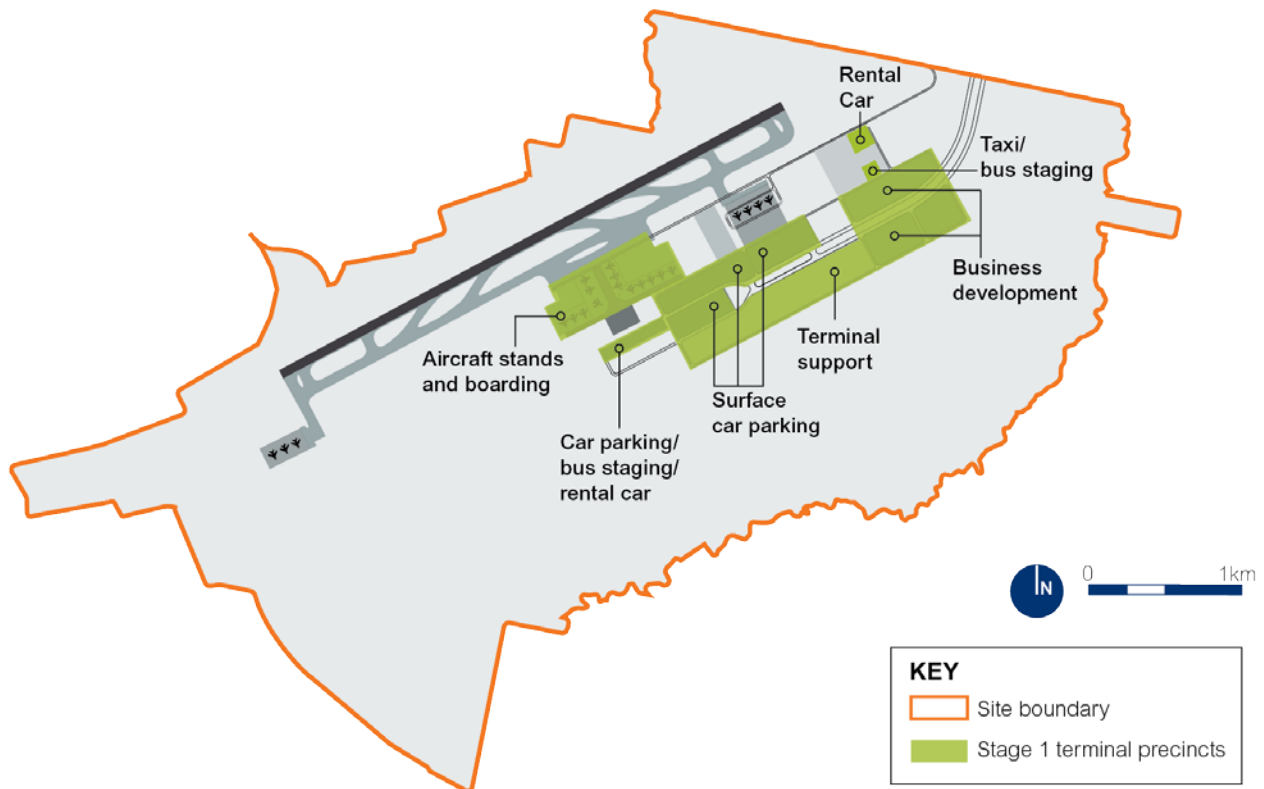 Rental
Car
Taxi/
bus staging
Business
development
Terminal
support
Aircraft stands
and boarding
Surface
car parking
Car parking/
bus staging/
rental car
N
0 1km
KEY
Site boundary
Stage 1 terminal precincts